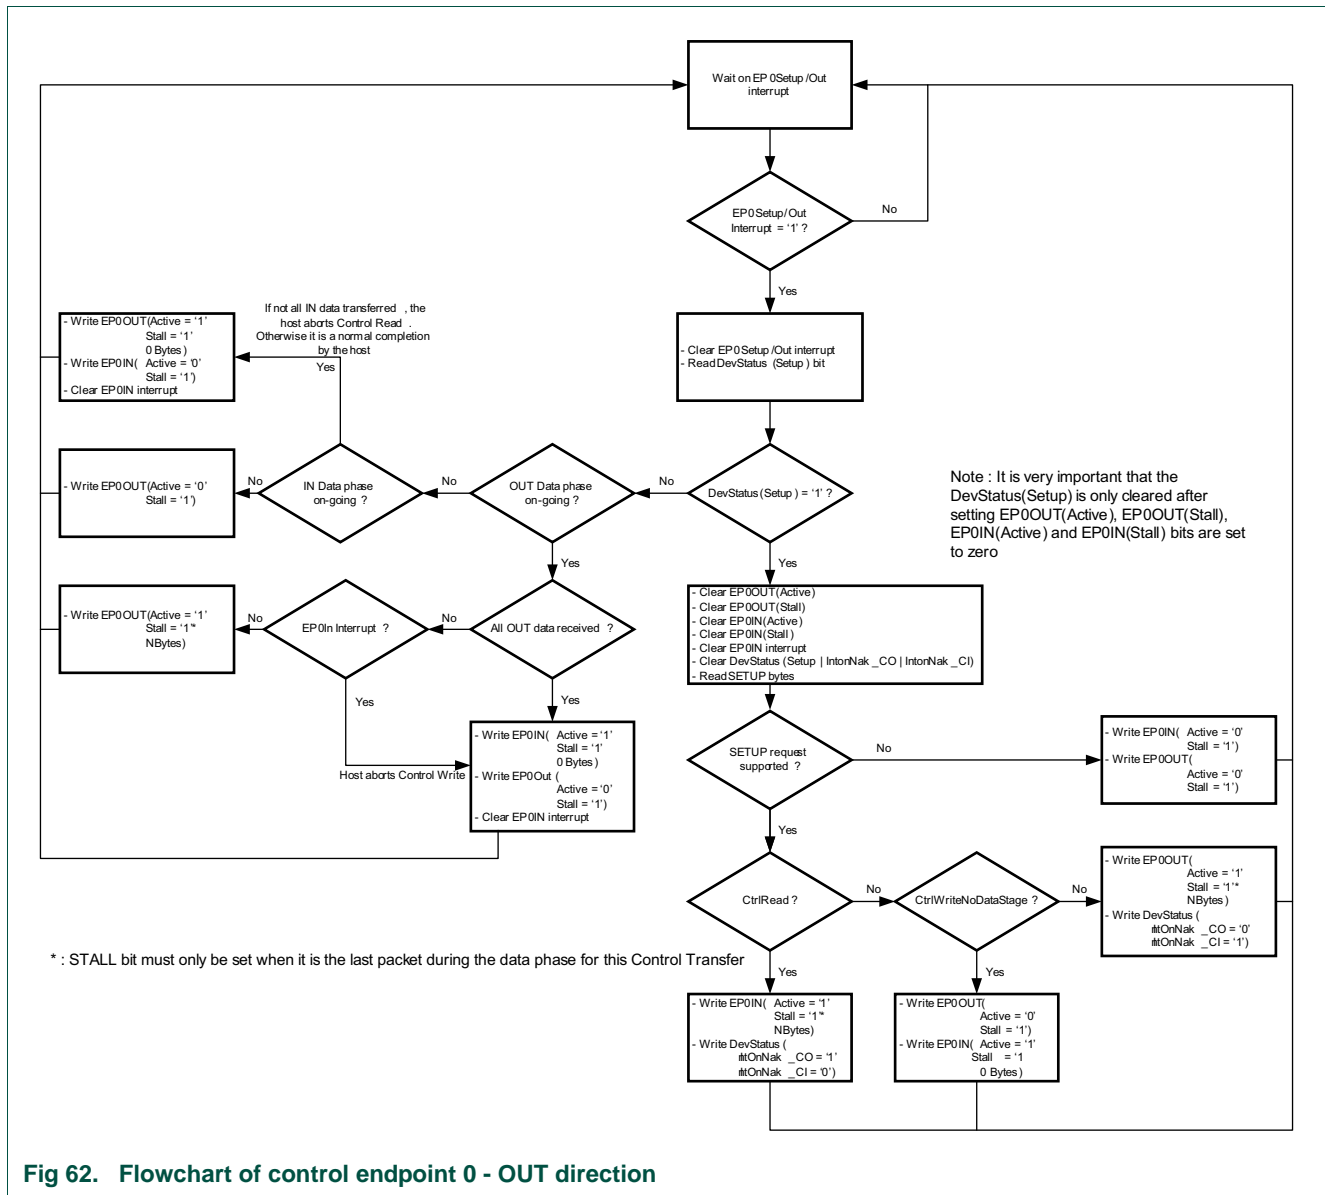 Wait on EP0Setup/Out
interrupt
EP0Setup/Out
Interrupt = '1' ?
No
Yes
- Clear EP0Setup/Out interrupt
- Read DevStatus (Setup) bit
If not all IN data transferred , the
host aborts Control Read .
Otherwise it is a normal completion
by the host
Yes
- Write EP0OUT(Active = '1'
Stall = '1'
0 Bytes)
- Write EP0IN( Active = '0'
Stall = '1')
- Clear EP0IN interrupt
- Write EP0OUT(Active = '0'
Stall = '1')
No
IN Data phase
on-going ?
No
OUT Data phase
on-going ?
No
DevStatus(Setup) = '1' ?
Note : It is very important that the
DevStatus(Setup) is only cleared after
setting EP0OUT(Active), EP0OUT(Stall),
EP0IN(Active) and EP0IN(Stall) bits are set
to zero
Yes
Yes
- Write EP0OUT(Active = '1'
Stall = '1'*
NBytes)
No
EP0In Interrupt ?
No
All OUT data received ?
- Clear EP0OUT(Active)
- Clear EP0OUT(Stall)
- Clear EP0IN(Active)
- Clear EP0IN(Stall)
- Clear EP0IN interrupt
- Clear DevStatus (Setup | IntonNak _CO | IntonNak _CI)
- Read SETUP bytes
Yes
Yes
Host aborts Control Write
- Write EP0IN( Active = '1'
Stall = '1'
0 Bytes)
- Write EP0Out (
Active = '0'
Stall = '1')
- Clear EP0IN interrupt
SETUP request
supported ?
No
- Write EP0IN( Active = '0'
Stall = '1')
- Write EP0OUT(
Active = '0'
Stall = '1')
Yes
CtrlRead ?
No
CtrlWriteNoDataStage ?
No
- Write EP0OUT(
Active = '1'
Stall = '1'*
NBytes)
- Write DevStatus (
IntOnNak _CO = '0'
IntOnNak _CI = '1')
* : STALL bit must only be set when it is the last packet during the data phase for this Control Transfer
Yes
Yes
- Write EP0IN( Active = '1'
Stall = '1'*
NBytes)
- Write DevStatus (
IntOnNak _CO = '1'
IntOnNak _CI = '0')
- Write EP0OUT(
Active = '0'
Stall = '1')
- Write EP0IN( Active = '1'
Stall = '1
0 Bytes)
Fig 62. Flowchart of control endpoint 0 - OUT direction